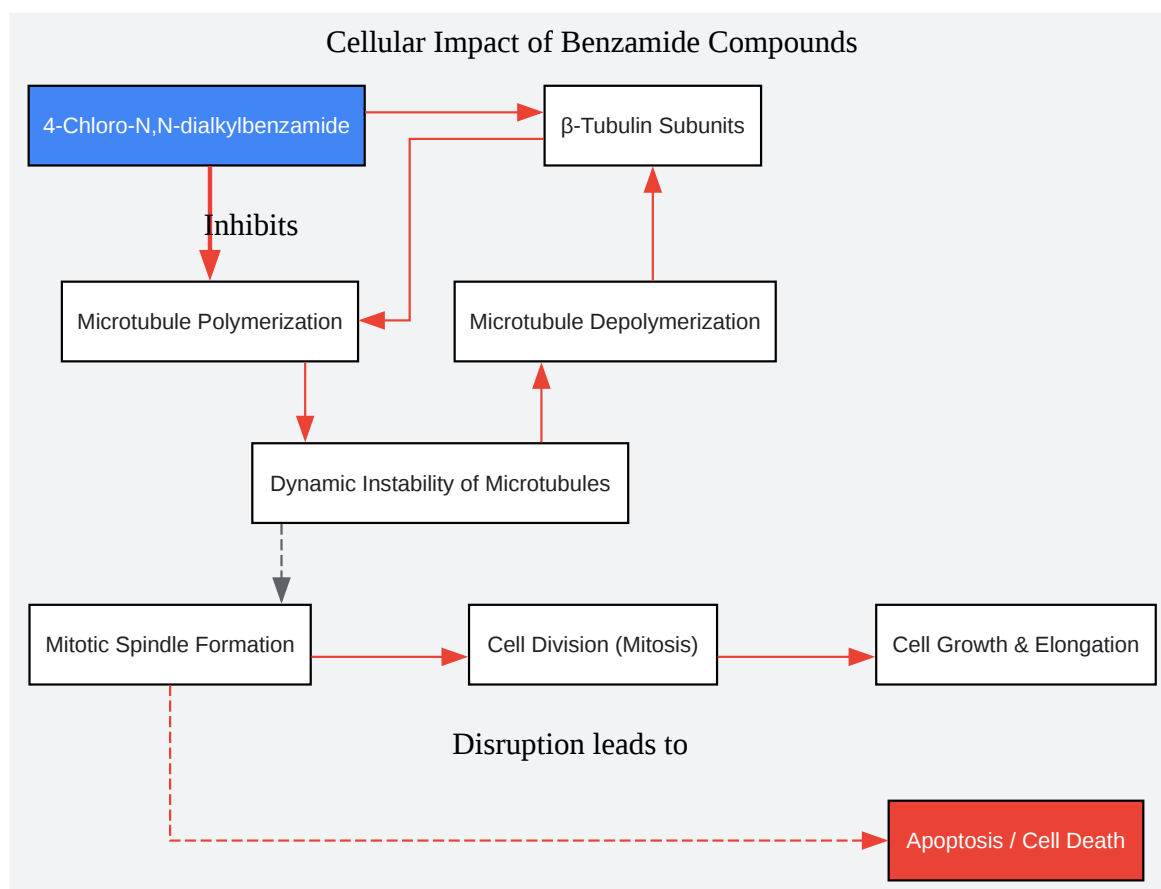 Cellular Impact of Benzamide Compounds
4-Chloro-N,N-dialkylbenzamide
β-Tubulin Subunits
Inhibits
Microtubule Polymerization
Microtubule Depolymerization
Dynamic Instability of Microtubules
Mitotic Spindle Formation
Cell Division (Mitosis)
Cell Growth & Elongation
Disruption leads to
Apoptosis / Cell Death